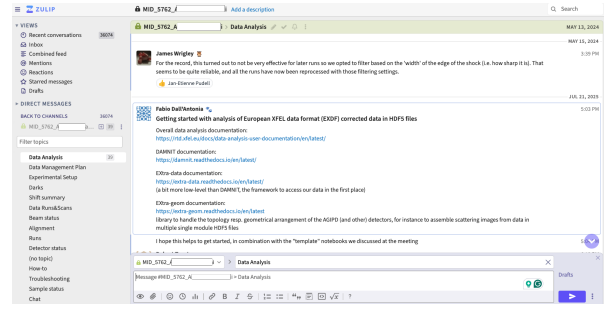 ZULIP
MID_5762_A i Add a description
Search
VIEWS
Recent conversations 36074
Inbox
Combined feed
Mentions
Reactions
Starred messages
Drafts
DIRECT MESSAGES
BACK TO CHANNELS 36074
MID_5762_A o... 30
Filter topics
Data Analysis 30
Data Management Plan
Experimental Setup
Darks
Shift summary
Data Runs&Scans
Beam status
Alignment
Runs
Detector status
(no topic)
How-to
Troubleshooting
Sample status
Chat
MID_5762_A i > Data Analysis
MAY 13, 2024
MAY 15, 2024
James Wrigley
3:39 PM
For the record, this turned out to not be very effective for later runs so we opted to filter based on the 'width' of the edge of the shock (i.e. how sharp it is). That
seems to be quite reliable, and all the runs have now been reprocessed with those filtering settings.
Jan-Etienne Pudell
JUL 21, 2025
Fabio Dall'Antonia
5:03 PM
Getting started with analysis of European XFEL data format (EXDF) corrected data in HDF5 files
Overall data analysis documentation:
https://rtd.xfel.eu/docs/data-analysis-user-documentation/en/latest/
DAMNIT documentation:
https://damnit.readthedocs.io/en/latest/
EXtra-data documentation:
https://extra-data.readthedocs.io/en/latest/
(a bit more low-level than DAMNIT, the framework to access our data in the first place)
EXtra-geom documentation:
https://extra-geom.readthedocs.io/en/latest
library to handle the topology resp. geometrical arrangement of the AGIPD (and other) detectors, for instance to assemble scattering images from data in
multiple single module HDF5 files
I hope this helps to get started, in combination with the "template" notebooks we discussed at the meeting
MID_5762_A i > Data Analysis
Message #MID_5762_A i > Data Analysis
Drafts